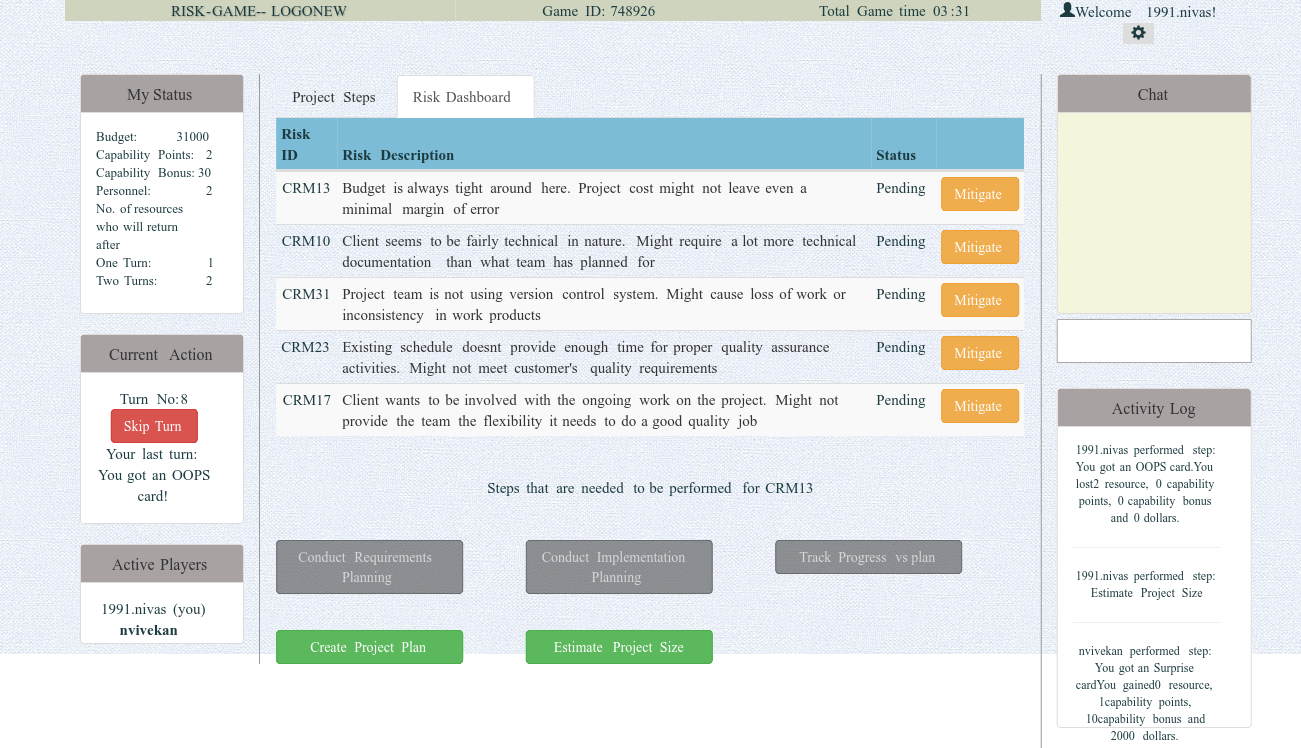 RISK-GAME-- LOGONEW Game ID: 748926 Total Game time 03:31 Welcome 1991.nivas!
My Status
Budget: 31000
Capability Points: 2
Capability Bonus: 30
Personnel: 2
No. of resources
who will return
after
One Turn: 1
Two Turns: 2
Current Action
Turn No:8
Skip Turn
Your last turn:
You got an OOPS
card!
Active Players
1991.nivas (you)
nvivekan
Project Steps Risk Dashboard
Risk
ID Risk Description Status
CRM13 Budget is always tight around here. Project cost might not leave even a Pending Mitigate
minimal margin of error
CRM10 Client seems to be fairly technical in nature. Might require a lot more technical Pending Mitigate
documentation than what team has planned for
CRM31 Project team is not using version control system. Might cause loss of work or Pending Mitigate
inconsistency in work products
CRM23 Existing schedule doesnt provide enough time for proper quality assurance Pending Mitigate
activities. Might not meet customer's quality requirements
CRM17 Client wants to be involved with the ongoing work on the project. Might not Pending Mitigate
provide the team the flexibility it needs to do a good quality job
Steps that are needed to be performed for CRM13
Conduct Requirements
Planning
Conduct Implementation
Planning
Track Progress vs plan
Create Project Plan
Estimate Project Size
Chat
Activity Log
1991.nivas performed step:
You got an OOPS card.You
lost2 resource, 0 capability
points, 0 capability bonus
and 0 dollars.
1991.nivas performed step:
Estimate Project Size
nvivekan performed step:
You got an Surprise
cardYou gained0 resource,
1capability points,
10capability bonus and
2000 dollars.